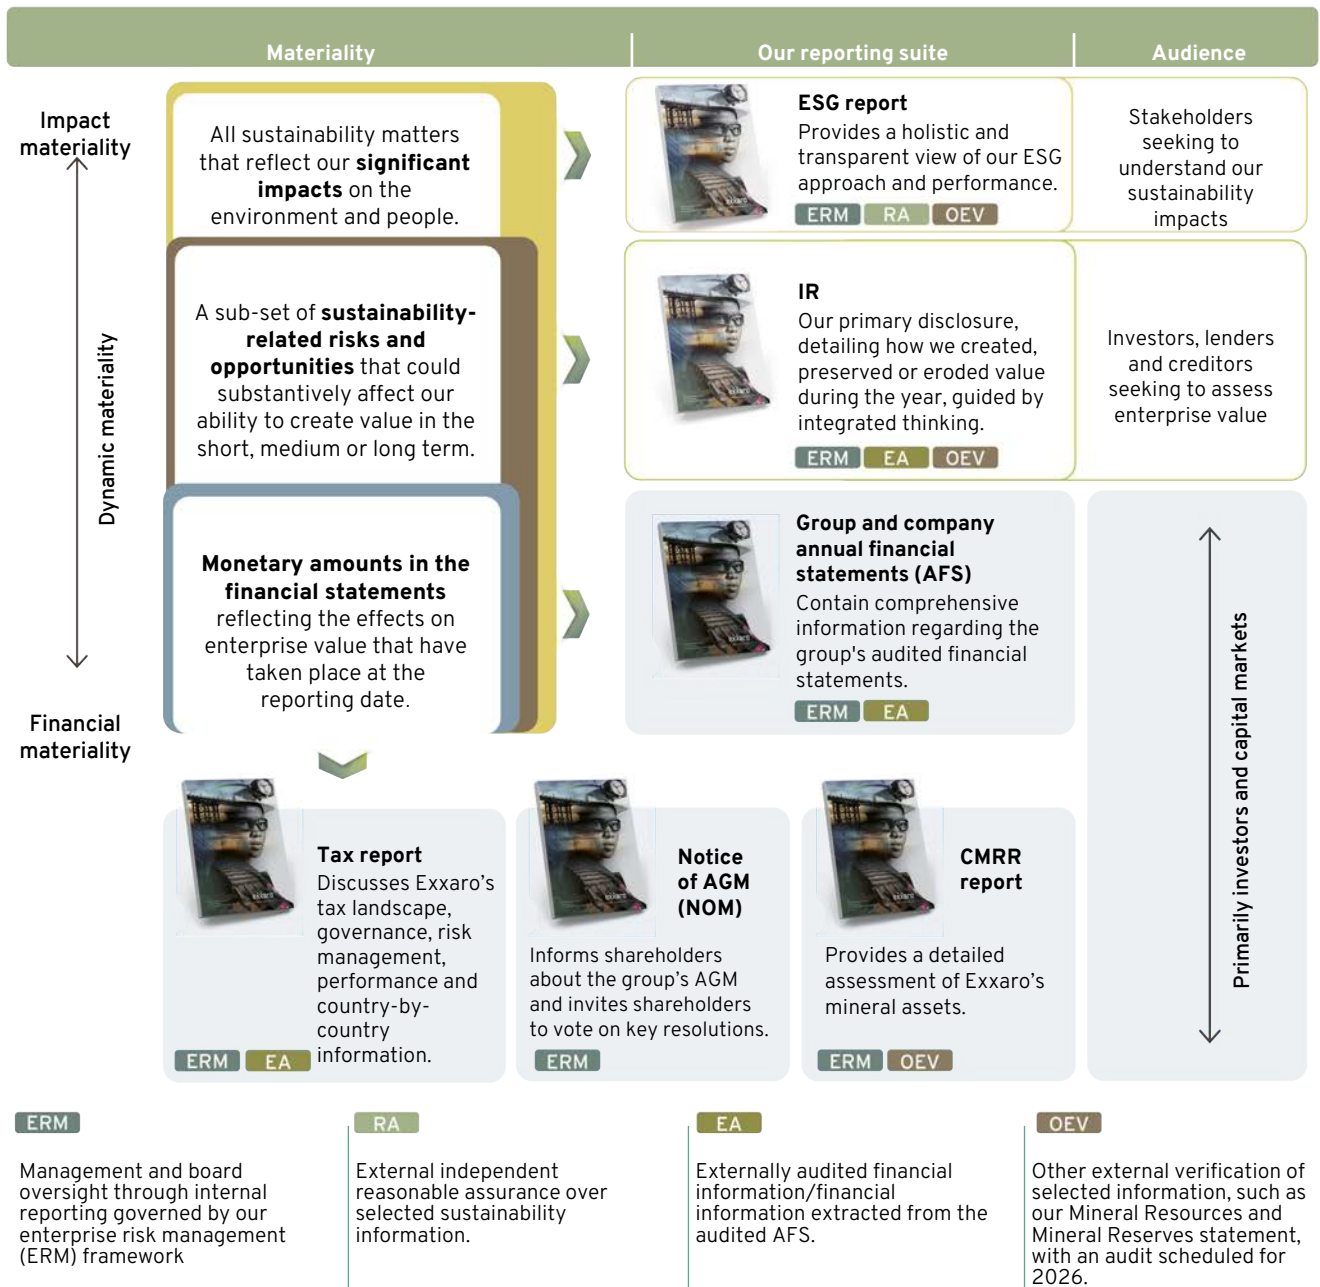 Materiality
Our reporting suite
Audience
Impact
materiality
Dynamic materiality
Financial
materiality
All sustainability matters
that reflect our significant
impacts on the
environment and people.
A sub-set of sustainability-
related risks and
opportunities that could
substantively affect our
ability to create value in the
short, medium or long term.
Monetary amounts in the
financial statements
reflecting the effects on
enterprise value that have
taken place at the
reporting date.
ESG report
Provides a holistic and
transparent view of our ESG
approach and performance.
ERM RA OEV
Stakeholders
seeking to
understand our
sustainability
impacts
IR
Our primary disclosure,
detailing how we created,
preserved or eroded value
during the year, guided by
integrated thinking.
ERM EA OEV
Investors, lenders
and creditors
seeking to assess
enterprise value
Group and company
annual financial
statements (AFS)
Contain comprehensive
information regarding the
group's audited financial
statements.
ERM EA
Primarily investors and capital markets
Tax report
Discusses Exxaro’s
tax landscape,
governance, risk
management,
performance and
country-by-
country
information.
ERM EA
Notice
of AGM
(NOM)
Informs shareholders
about the group’s AGM
and invites shareholders
to vote on key resolutions.
ERM
CMRR
report
Provides a detailed
assessment of Exxaro’s
mineral assets.
ERM OEV
ERM
Management and board
oversight through internal
reporting governed by our
enterprise risk management
(ERM) framework
RA
External independent
reasonable assurance over
selected sustainability
information.
EA
Externally audited financial
information/financial
information extracted from the
audited AFS.
OEV
Other external verification of
selected information, such as
our Mineral Resources and
Mineral Reserves statement,
with an audit scheduled for
2026.